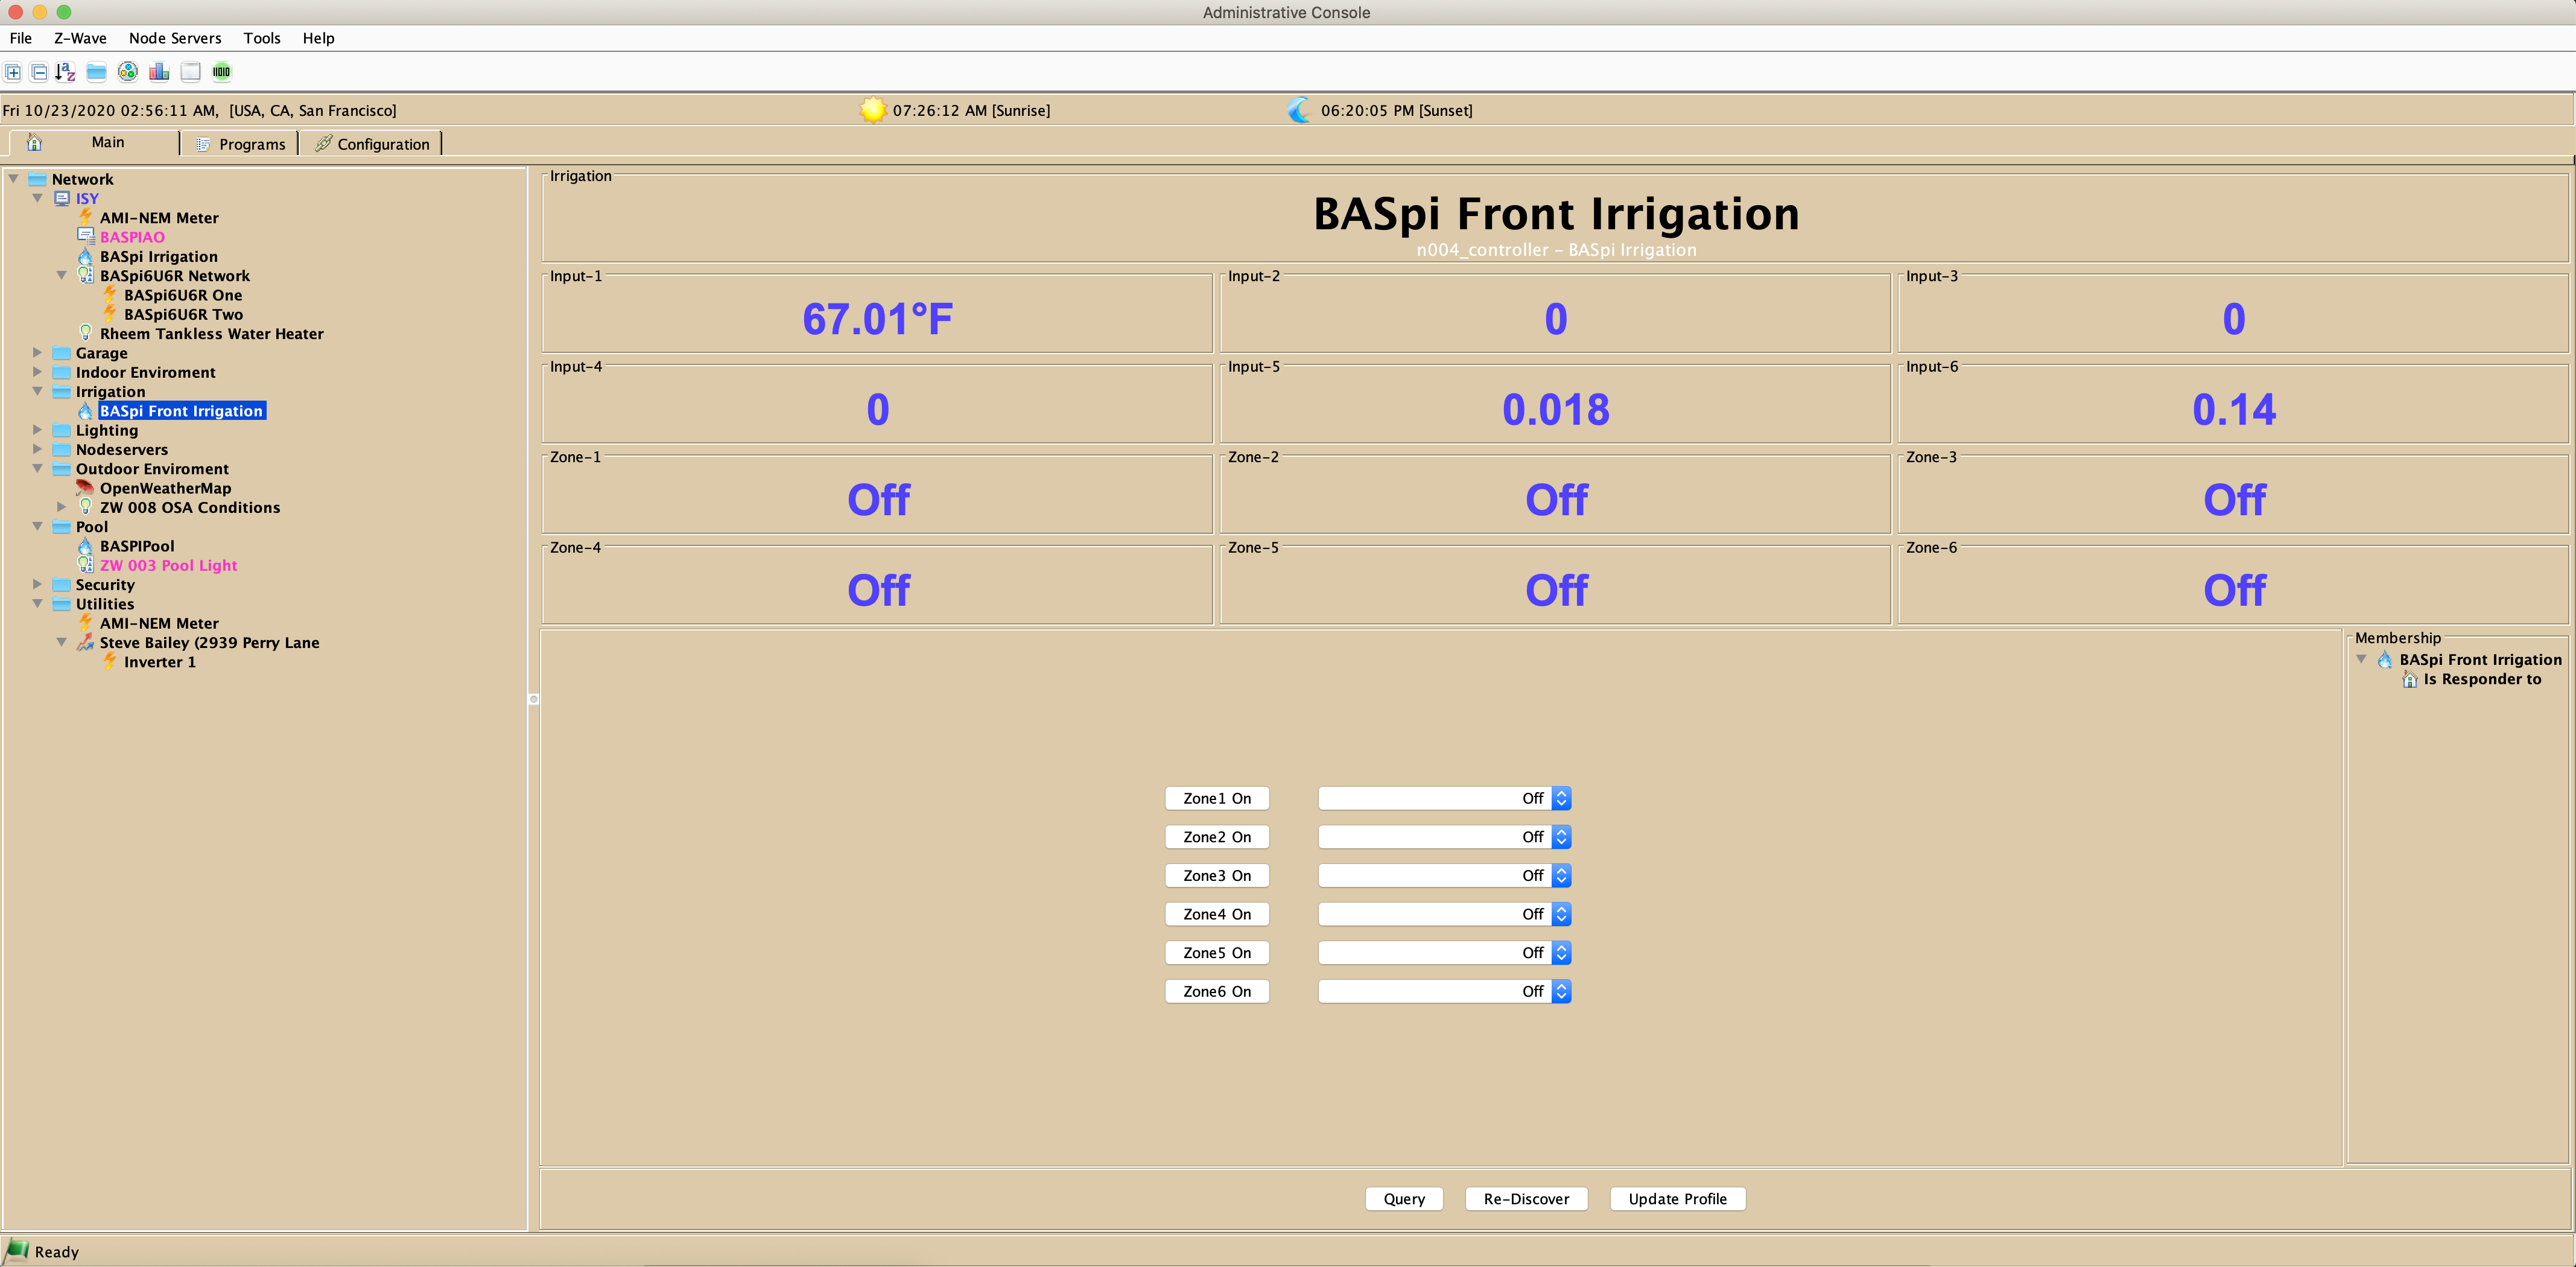 Administrative Console
File Z-Wave Node Servers Tools Help
Fri 10/23/2020 02:56:11 AM, [USA, CA, San Francisco] 07:26:12 AM [Sunrise] 06:20:05 PM [Sunset]
Main Programs Configuration
Network
ISY
AMI-NEM Meter
BASPIAO
BASpi Irrigation
BASpi6U6R Network
BASpi6U6R One
BASpi6U6R Two
Rheem Tankless Water Heater
Garage
Indoor Enviroment
Irrigation
BASpi Front Irrigation
Lighting
Nodeservers
Outdoor Enviroment
OpenWeatherMap
ZW 008 OSA Conditions
Pool
BASPIPool
ZW 003 Pool Light
Security
Utilities
AMI-NEM Meter
Steve Bailey (2939 Perry Lane
Inverter 1
Irrigation
BASpi Front Irrigation
n004_controller - BASpi Irrigation
Input-1 Input-2 Input-3
67.01°F 0 0
Input-4 Input-5 Input-6
0 0.018 0.14
Zone-1 Zone-2 Zone-3
Off Off Off
Zone-4 Zone-5 Zone-6
Off Off Off
Zone1 On Off
Zone2 On Off
Zone3 On Off
Zone4 On Off
Zone5 On Off
Zone6 On Off
Membership
BASpi Front Irrigation
Is Responder to
Query Re-Discover Update Profile
Ready